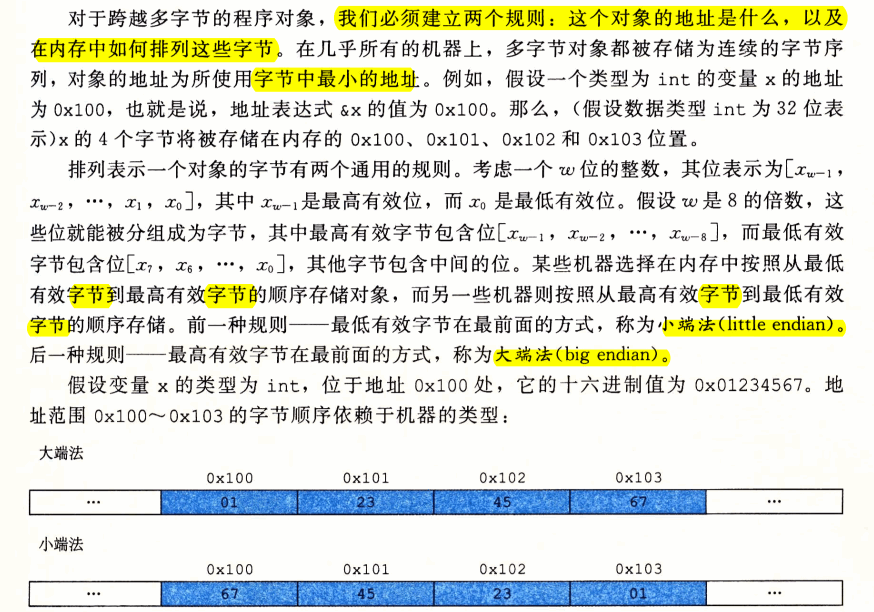 对于跨越多字节的程序对象，我们必须建立两个规则：这个对象的地址是什么，以及
在内存中如何排列这些字节。在几乎所有的机器上，多字节对象都被存储为连续的字节序
列，对象的地址为所使用字节中最小的地址。例如，假设一个类型为 int 的变量 x 的地址
为 0x100，也就是说，地址表达式 &x 的值为 0x100。那么，(假设数据类型 int 为 32 位表
示)x 的 4 个字节将被存储在内存的 0x100、0x101、0x102 和 0x103 位置。
排列表示一个对象的字节有两个通用的规则。考虑一个 w 位的整数，其位表示为[xw-1，
xw-2，…，x1，x0]，其中 xw-1是最高有效位，而 x0 是最低有效位。假设 w 是 8 的倍数，这
些位就能被分组成为字节，其中最高有效字节包含位[xw-1，xw-2，…，xw-8]，而最低有效
字节包含位[x7，x6，…，x0]，其他字节包含中间的位。某些机器选择在内存中按照从最低
有效字节到最高有效字节的顺序存储对象，而另一些机器则按照从最高有效字节到最低有效
字节的顺序存储。前一种规则——最低有效字节在最前面的方式，称为小端法(little endian)。
后一种规则——最高有效字节在最前面的方式，称为大端法(big endian)。
假设变量 x 的类型为 int，位于地址 0x100 处，它的十六进制值为 0x01234567。地
址范围 0x100～0x103 的字节顺序依赖于机器的类型：
大端法
0x100 0x101 0x102 0x103
… 01 23 45 67 …
小端法
0x100 0x101 0x102 0x103
… 67 45 23 01 …